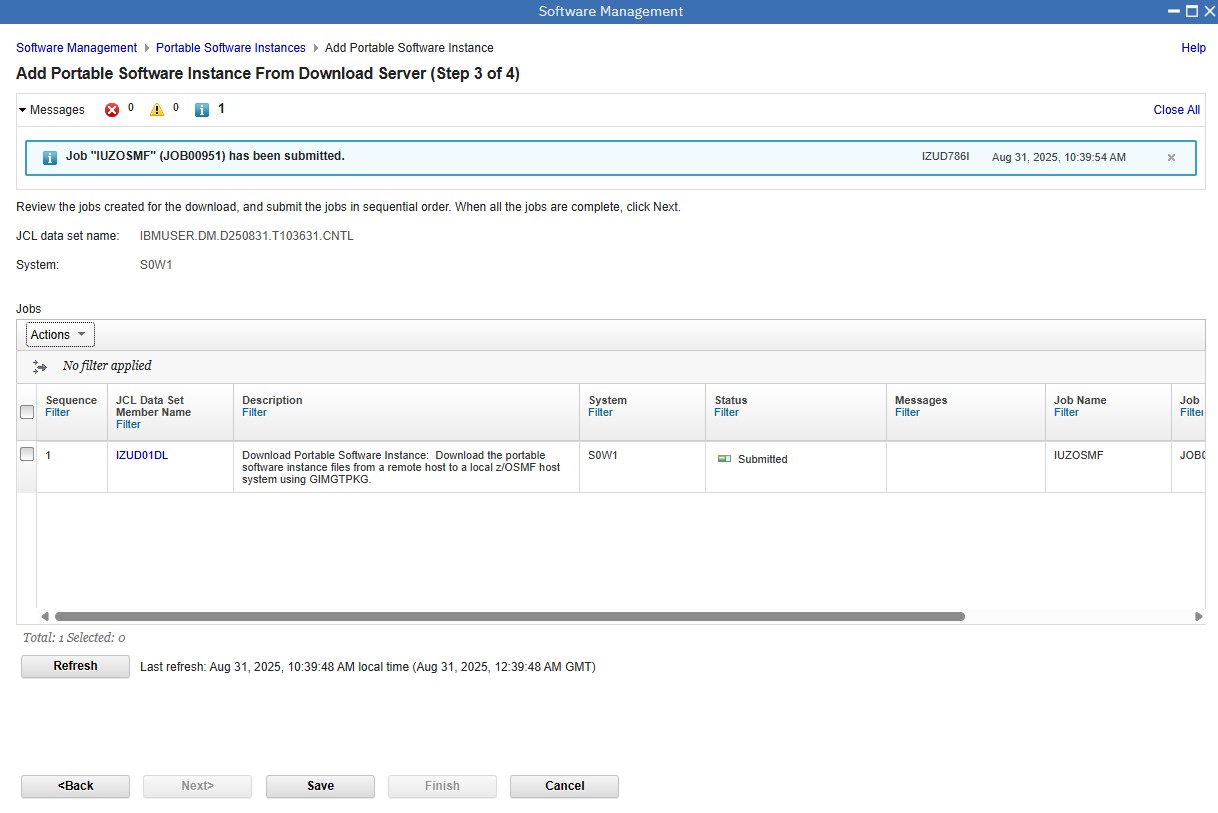 Software Management
Software Management Portable Software Instances Add Portable Software Instance Help
Add Portable Software Instance From Download Server (Step 3 of 4)
Messages 0 0 1 Close All
Job "IUZOSMF" (JOB00951) has been submitted. IZUD786I Aug 31, 2025, 10:39:54 AM
Review the jobs created for the download, and submit the jobs in sequential order. When all the jobs are complete, click Next.
JCL data set name: IBMUSER.DM.D250831.T103631.CNTL
System: S0W1
Jobs
Actions
No filter applied
Sequence JCL Data Set Description System Status Messages Job Name Job
Filter Member Name Filter Filter Filter Filter Filter Filter
Filter
1 IZUD01DL Download Portable Software Instance: Download the portable S0W1 Submitted IUZOSMF
software instance files from a remote host to a local z/OSMF host
system using GIMGTPKG.
Total: 1 Selected: 0
Refresh Last refresh: Aug 31, 2025, 10:39:48 AM local time (Aug 31, 2025, 12:39:48 AM GMT)
<Back Next> Save Finish Cancel